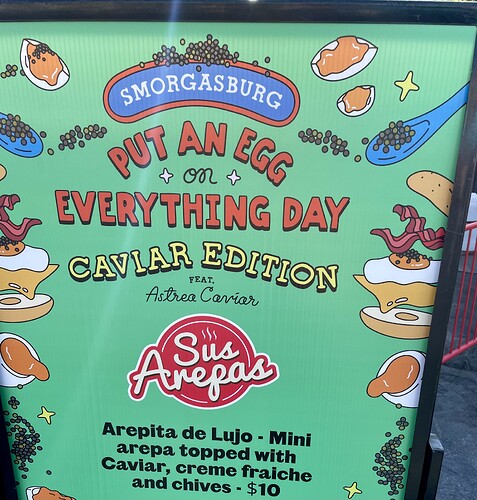 SMORGASBURG
PUT AN EGG
on
EVERYTHING DAY
CAVIAR EDITION
FEAT.
Astrea Caviar
Sus
Arepas
Arepita de Lujo - Mini
arepa topped with
Caviar, creme fraiche
and chives - $10